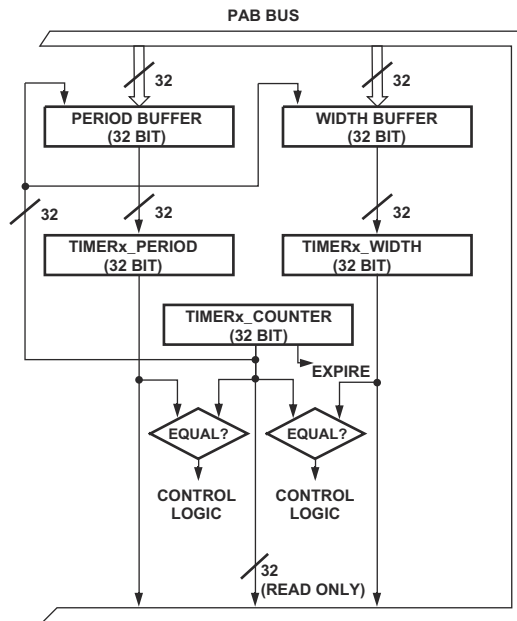 PAB BUS
32
32
PERIOD BUFFER
(32 BIT)
WIDTH BUFFER
(32 BIT)
32
32
32
TIMERx_PERIOD
(32 BIT)
TIMERx_WIDTH
(32 BIT)
TIMERx_COUNTER
(32 BIT)
EXPIRE
EQUAL?
EQUAL?
CONTROL
LOGIC
CONTROL
LOGIC
32
(READ ONLY)